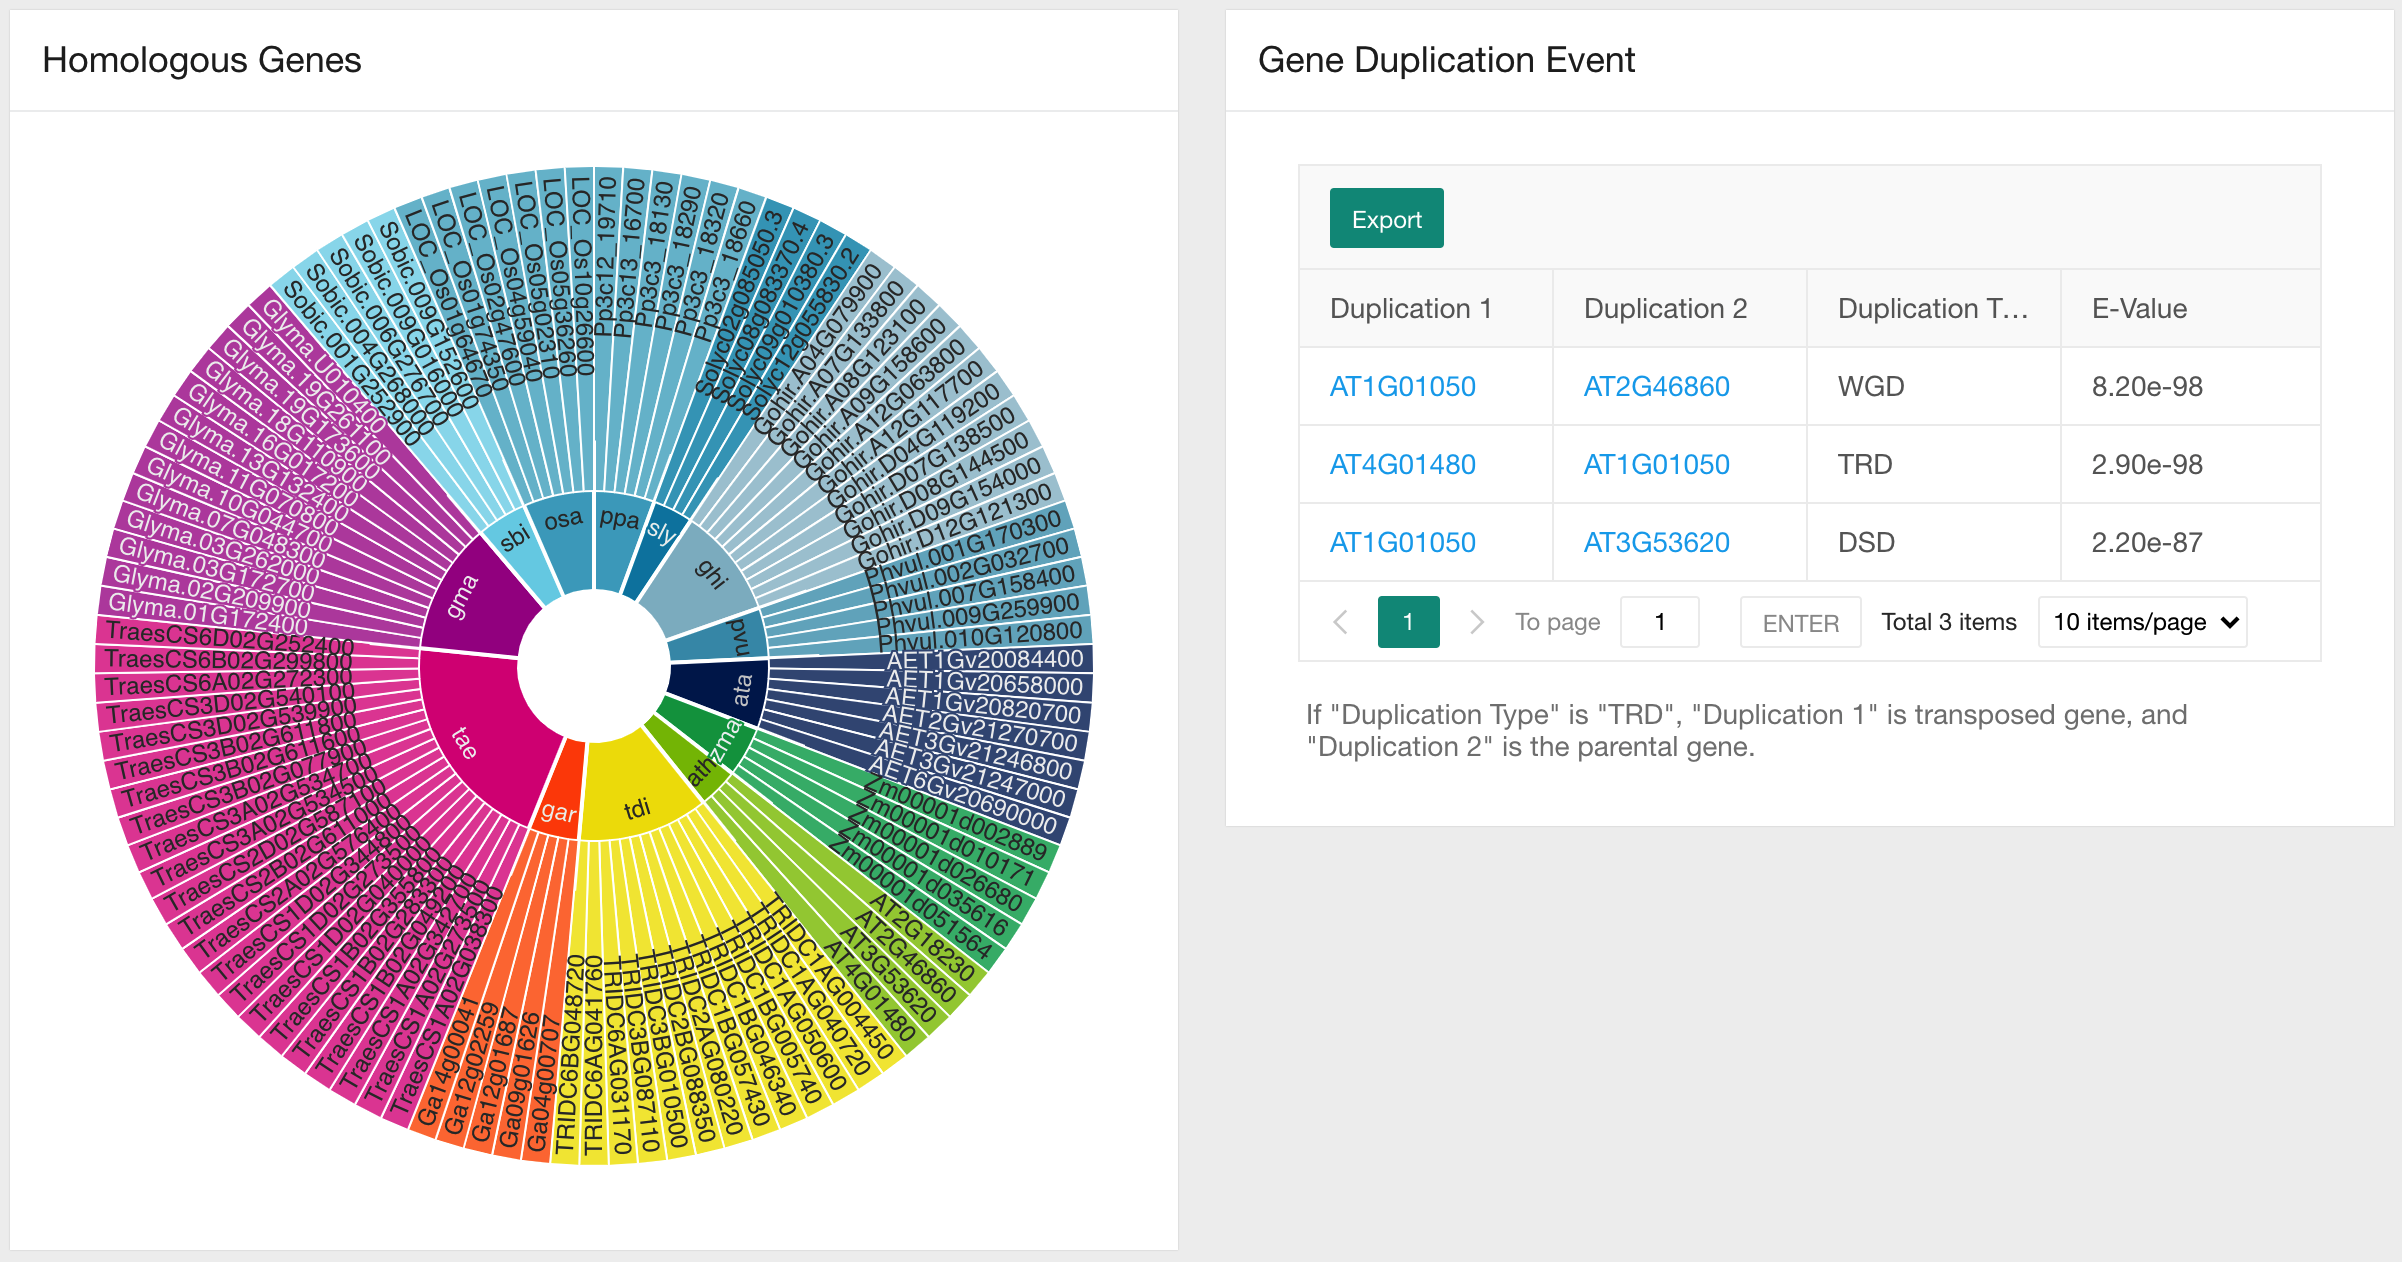 Homologous Genes
Pp3c12_19710
Pp3c13_16700
Pp3c3_18130
Pp3c3_18290
Pp3c3_18320
Pp3c3_18660
Solyc02g085050.3
Solyc08g083370.4
Solyc09g010380.3
Solyc12g055830.2
Gohir.A04G079900
Gohir.A07G133800
Gohir.A08G123100
Gohir.A09G158600
Gohir.A12G063800
Gohir.A12G117700
Gohir.D04G119200
Gohir.D07G138500
Gohir.D08G144500
Gohir.D09G154000
Gohir.D12G121300
Phvul.001G170300
Phvul.002G032700
Phvul.007G158400
Phvul.009G259900
Phvul.010G120800
AET1Gv20084400
AET1Gv20658000
AET1Gv20820700
AET2Gv21270700
AET3Gv21246800
AET3Gv21247000
AET6Gv20690000
Zm00001d002889
Zm00001d010171
Zm00001d026680
Zm00001d035616
Zm00001d051564
AT2G18230
AT2G46860
AT3G53620
AT4G01480
TRIDC1AG004450
TRIDC1AG040720
TRIDC1AG050600
TRIDC1BG005740
TRIDC1BG046340
TRIDC1BG057430
TRIDC2AG080220
TRIDC2BG088350
TRIDC3BG010500
TRIDC3BG087110
TRIDC6AG031170
TRIDC6AG041760
TRIDC6BG048720
Ga04g00707
Ga09g01626
Ga12g01687
Ga12g02259
Ga14g00041
TraesCS1A02G038300
TraesCS1A02G273500
TraesCS1A02G342700
TraesCS3A02G534500
TraesCS3A02G534700
TraesCS3B02G077900
TraesCS3B02G611600
TraesCS3B02G611800
TraesCS3D02G539900
TraesCS3D02G540100
TraesCS6A02G272300
TraesCS6B02G299800
TraesCS6D02G252400
Glyma.01G172400
Glyma.02G209900
Glyma.03G172700
Glyma.03G262000
Glyma.07G048300
Glyma.10G044700
Glyma.11G070800
Glyma.13G132400
Glyma.16G017200
Glyma.18G110900
Glyma.19G173600
Glyma.19G261100
Glyma.U010400
Sobic.001G252900
Sobic.004G268000
Sobic.006G276700
Sobic.009G016000
Sobic.009G152600
LOC_Os01g64670
LOC_Os01g74350
LOC_Os02g47600
LOC_Os04g59040
LOC_Os05g02310
LOC_Os05g36260
LOC_Os10g26600
sbi
osa
ppa
sly
ghi
pvu
ata
zma
ath
tdi
gar
tae
gma
Gene Duplication Event
Export
Duplication 1 Duplication 2 Duplication T... E-Value
AT1G01050 AT2G46860 WGD 8.20e-98
AT4G01480 AT1G01050 TRD 2.90e-98
AT1G01050 AT3G53620 DSD 2.20e-87
1 To page 1 ENTER Total 3 items 10 items/page
If "Duplication Type" is "TRD", "Duplication 1" is transposed gene, and
"Duplication 2" is the parental gene.